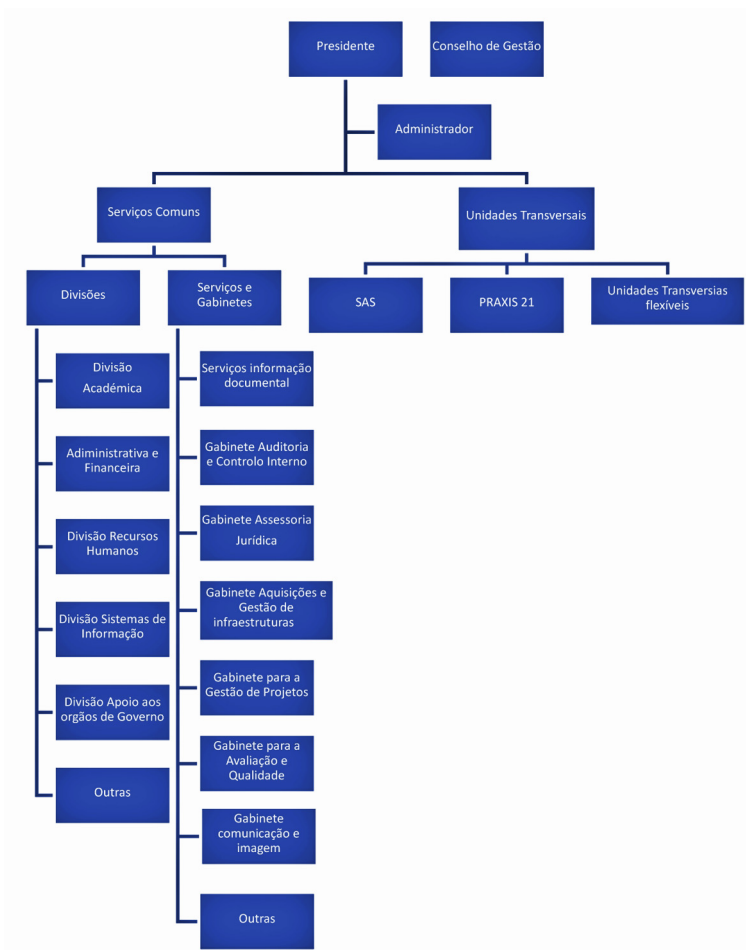 Presidente
Conselho de Gestão
Administrador
Serviços Comuns
Unidades Transversais
Divisões
Serviços e
Gabinetes
SAS
PRAXIS 21
Unidades Transversias
flexíveis
Divisão
Académica
Adiministrativa e
Financeira
Divisão Recursos
Humanos
Divisão Sistemas de
Informação
Divisão Apoio aos
orgãos de Governo
Outras
Serviços informação
documental
Gabinete Auditoria
e Controlo Interno
Gabinete Assessoria
Jurídica
Gabinete Aquisições e
Gestão de
infraestruturas
Gabinete para a
Gestão de Projetos
Gabinete para a
Avaliação e
Qualidade
Gabinete
comunicação e
imagem
Outras